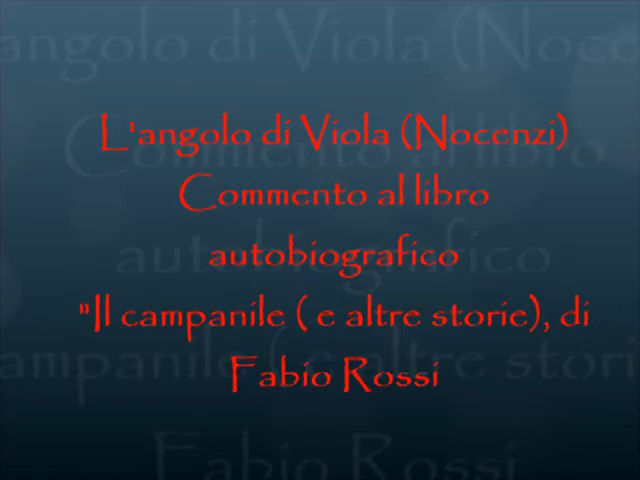 L'angolo di Viola (Nocenzi)
Commento al libro
autobiografico
"Il campanile ( e altre storie), di
Fabio Rossi